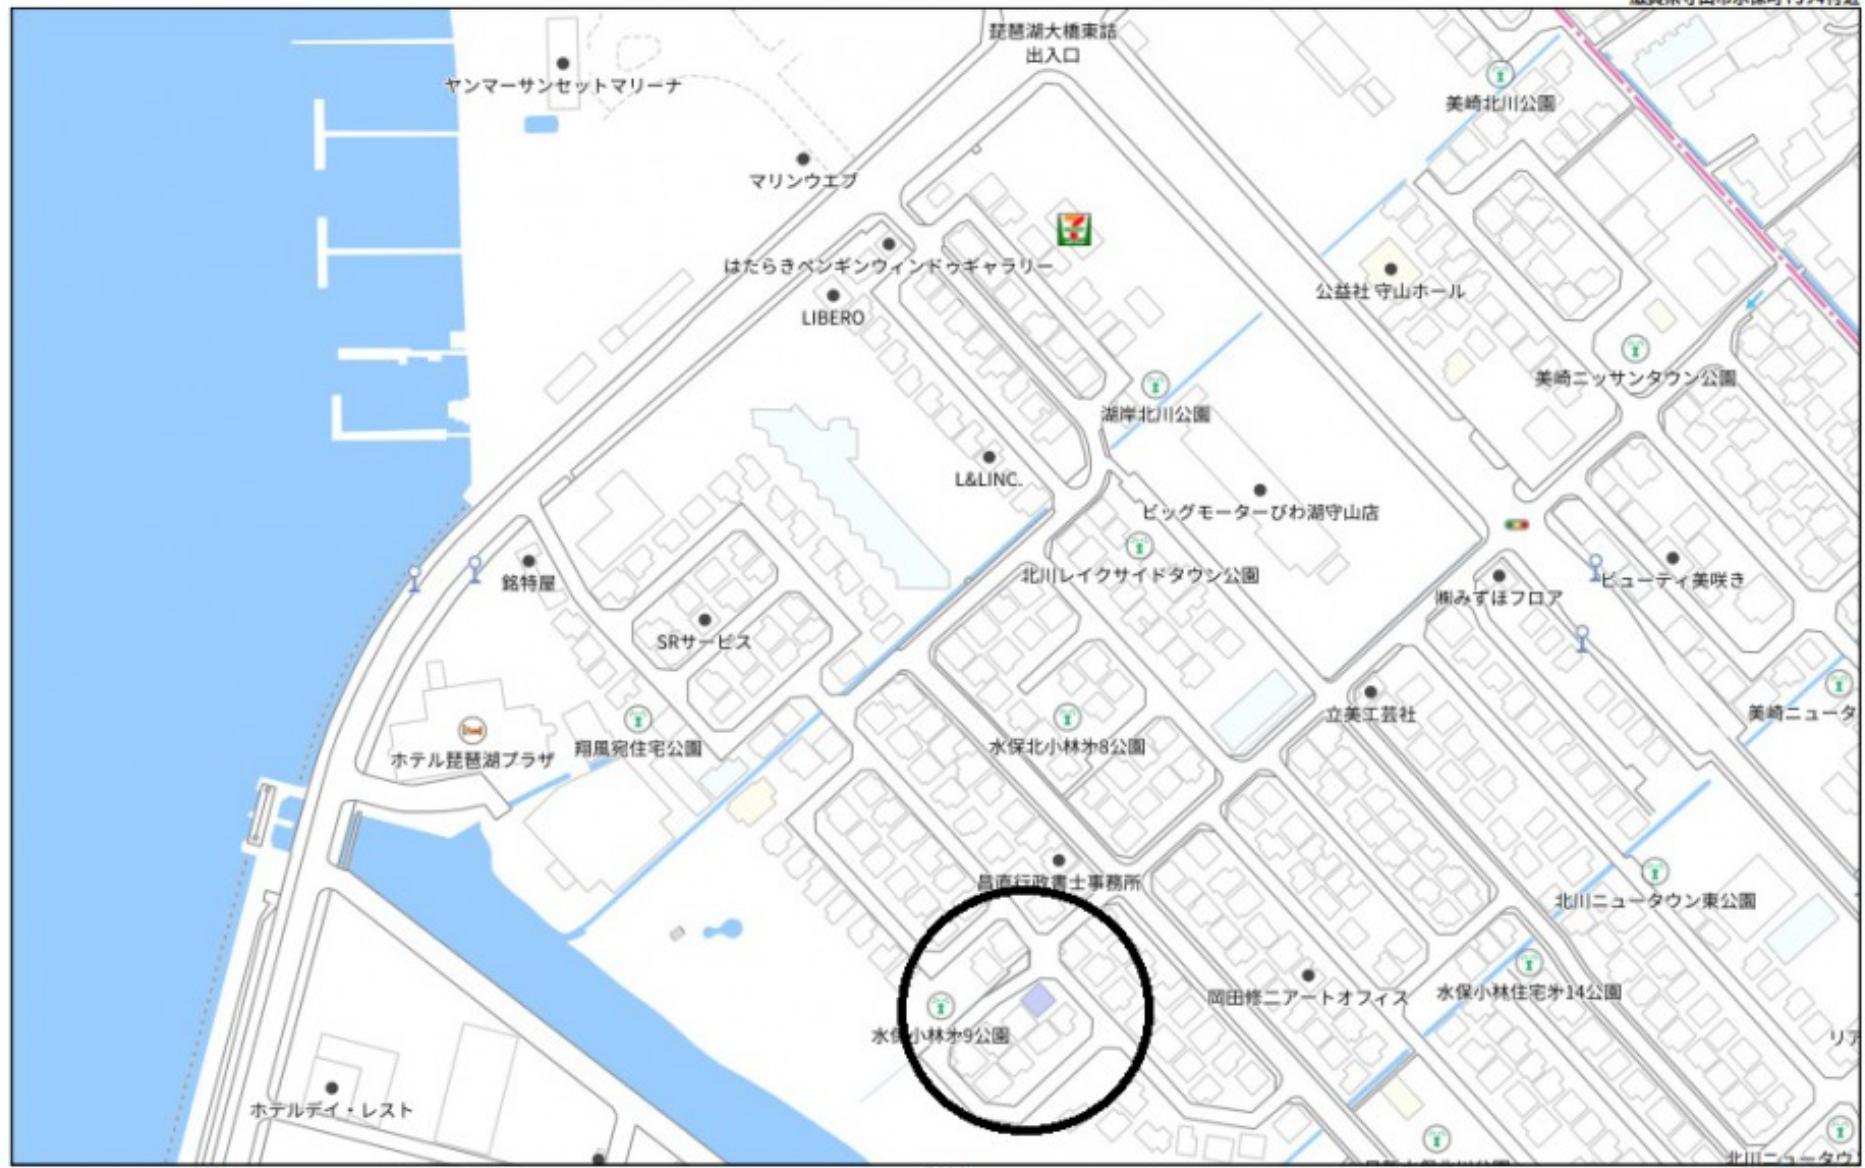 琵琶湖大橋東詰
出入口
ヤンマーサンセットマリーナ
美崎北川公園
マリンウエブ
はたらきペンギンウィンドゥギャラリー
公益社 守山ホール
LIBERO
美崎ニッサンタウン公園
湖岸北川公園
L&LINC.
ビッグモーターびわ湖守山店
北川レイクサイドタウン公園
銘特屋
ビューティ美咲き
㈱みずほフロア
SRサービス
立美工芸社
美崎ニュータ
水保北小林㐧8公園
翔風宛住宅公園
ホテル琵琶湖プラザ
昌直行政書士事務所
北川ニュータウン東公園
水保小林住宅㐧14公園
岡田修二アートオフィス
水保小林㐧9公園
リア
ホテルデイ・レスト
北川ニュータウ